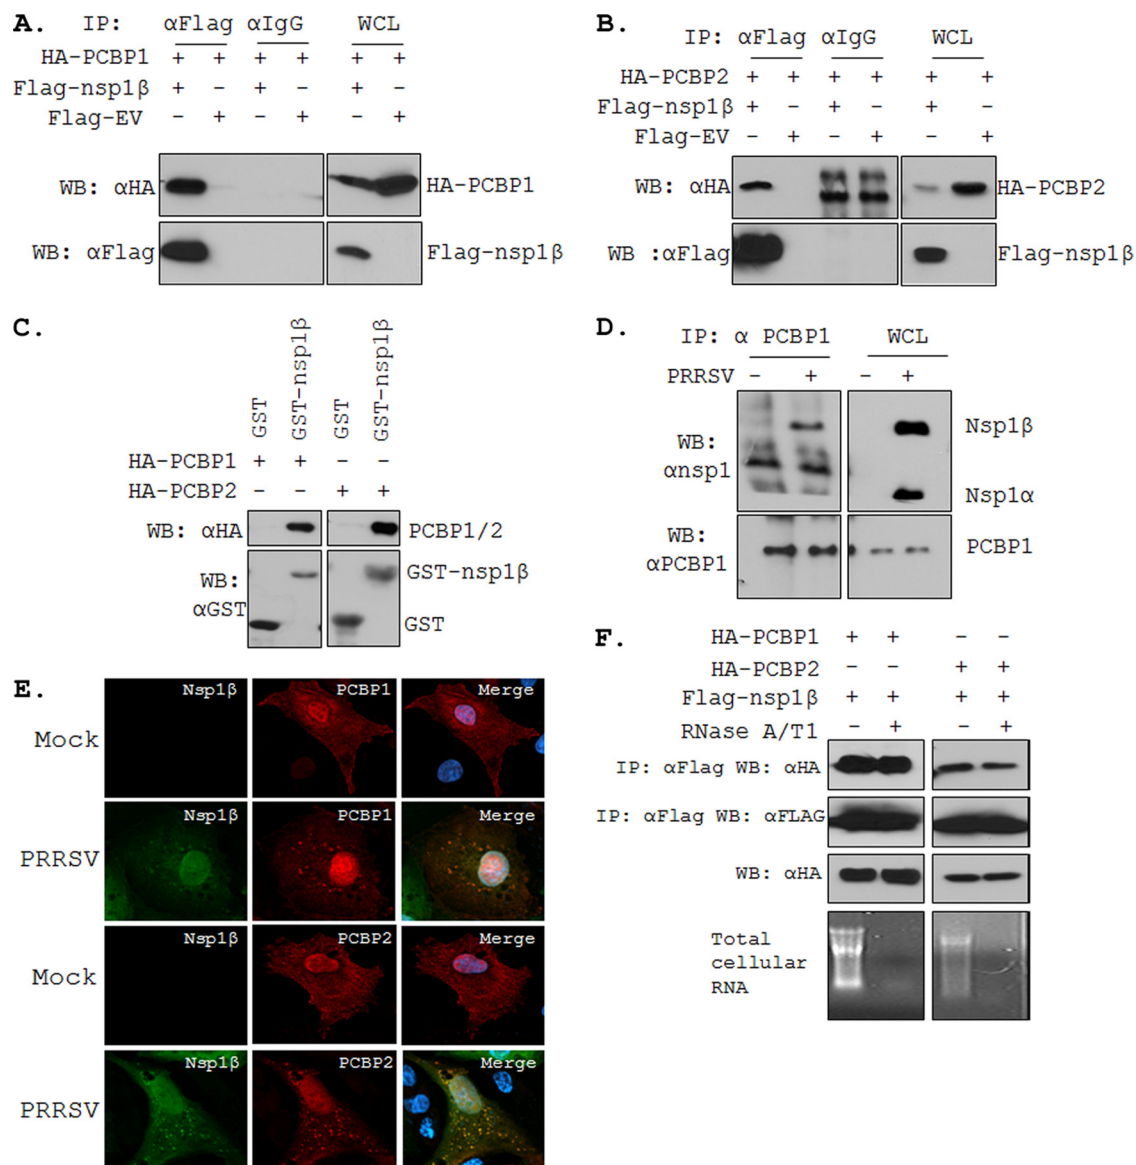 A. IP: αFlag αIgG WCL
HA-PCBP1 + + + + + +
Flag-nsp1β + – + – + –
Flag-EV – + – + – +
WB: αHA HA-PCBP1
WB: αFlag Flag-nsp1β
B. IP: αFlag αIgG WCL
HA-PCBP2 + + + + + +
Flag-nsp1β + – + – + –
Flag-EV – + – + – +
WB: αHA HA-PCBP2
WB :αFlag Flag-nsp1β
C.
GST GST-nsp1β GST GST-nsp1β
HA-PCBP1 + + – –
HA-PCBP2 – – + +
WB: αHA PCBP1/2
WB: αGST GST-nsp1β
GST
D. IP: α PCBP1 WCL
PRRSV – + – +
WB: αnsp1 Nsp1β
Nsp1α
WB: αPCBP1 PCBP1
E.
Mock Nsp1β PCBP1 Merge
PRRSV Nsp1β PCBP1 Merge
Mock Nsp1β PCBP2 Merge
PRRSV Nsp1β PCBP2 Merge
F. HA-PCBP1 + + – –
HA-PCBP2 – – + +
Flag-nsp1β + + + +
RNase A/T1 – + – +
IP: αFlag WB: αHA
IP: αFlag WB: αFLAG
WB: αHA
Total
cellular
RNA